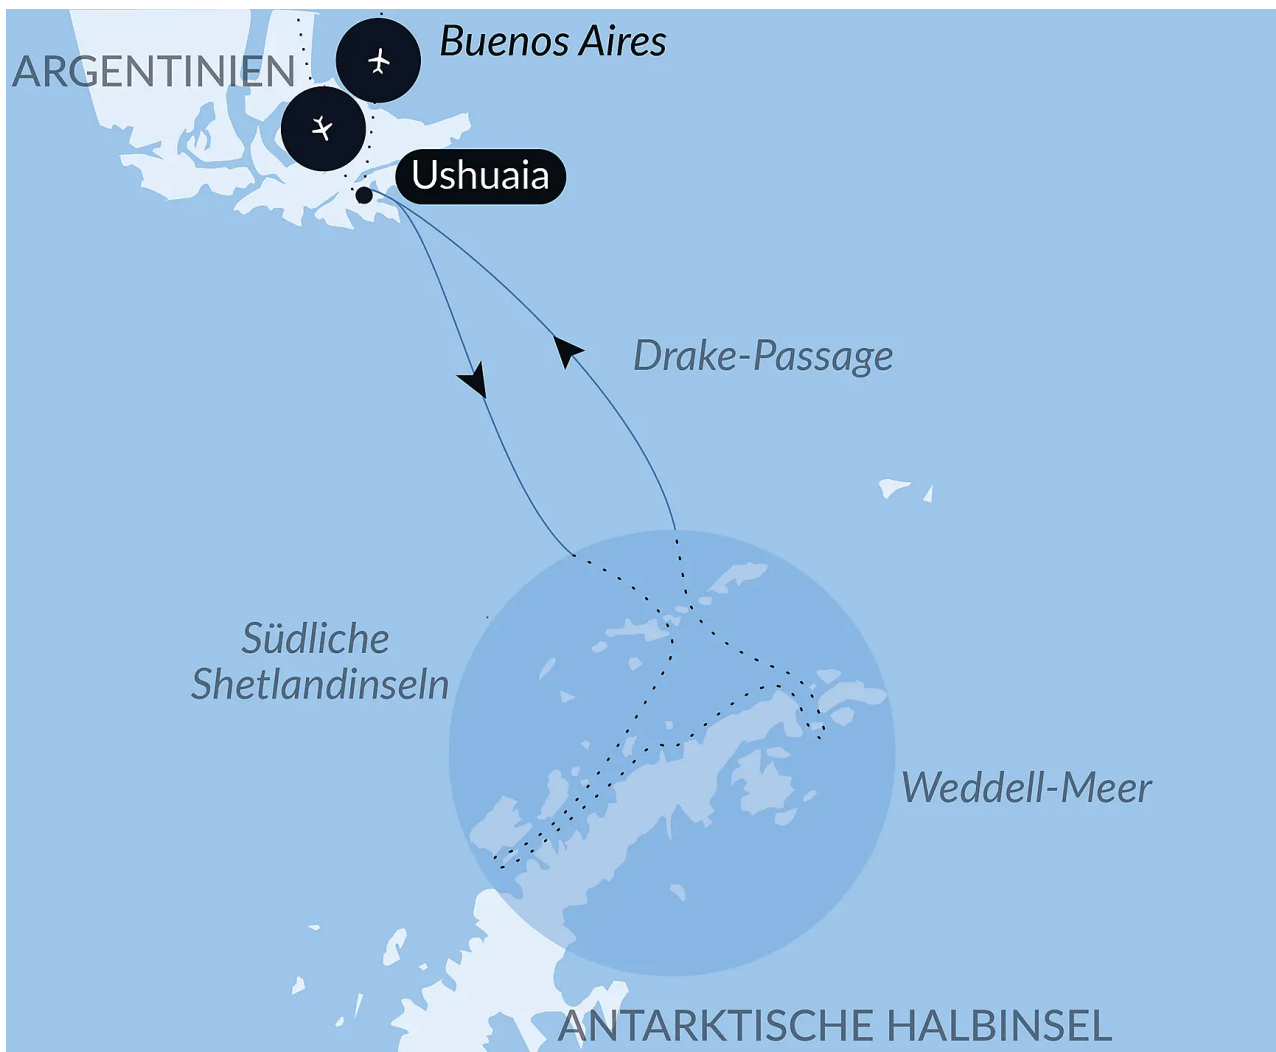 Buenos Aires
ARGENTINIEN
Ushuaia
Drake-Passage
Südliche
Shetlandinseln
Weddell-Meer
ANTARKTISCHE HALBINSEL